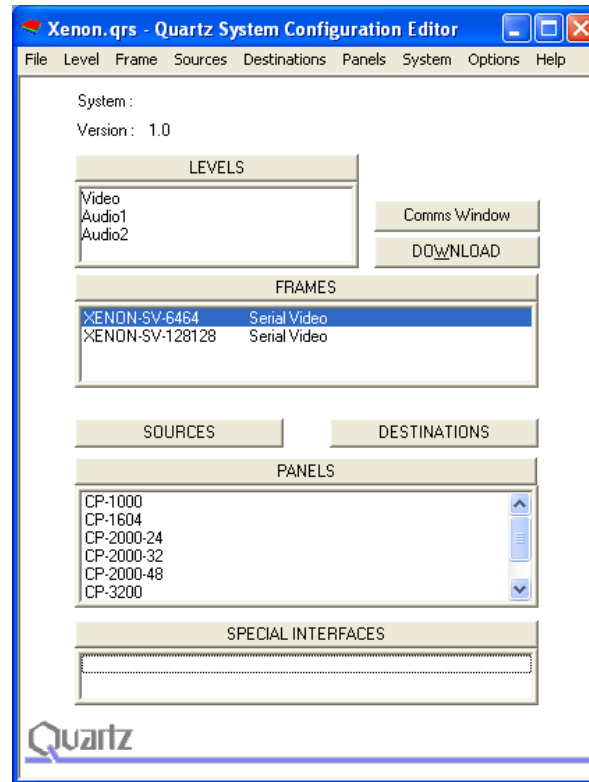 Xenon.qrs - Quartz System Configuration Editor
File Level Frame Sources Destinations Panels System Options Help
System :
Version : 1.0
LEVELS
Video
Audio1
Audio2
Comms Window
DOWNLOAD
FRAMES
XENON-SV-6464 Serial Video
XENON-SV-128128 Serial Video
SOURCES DESTINATIONS
PANELS
CP-1000
CP-1604
CP-2000-24
CP-2000-32
CP-2000-48
CP-3200
SPECIAL INTERFACES
Quartz